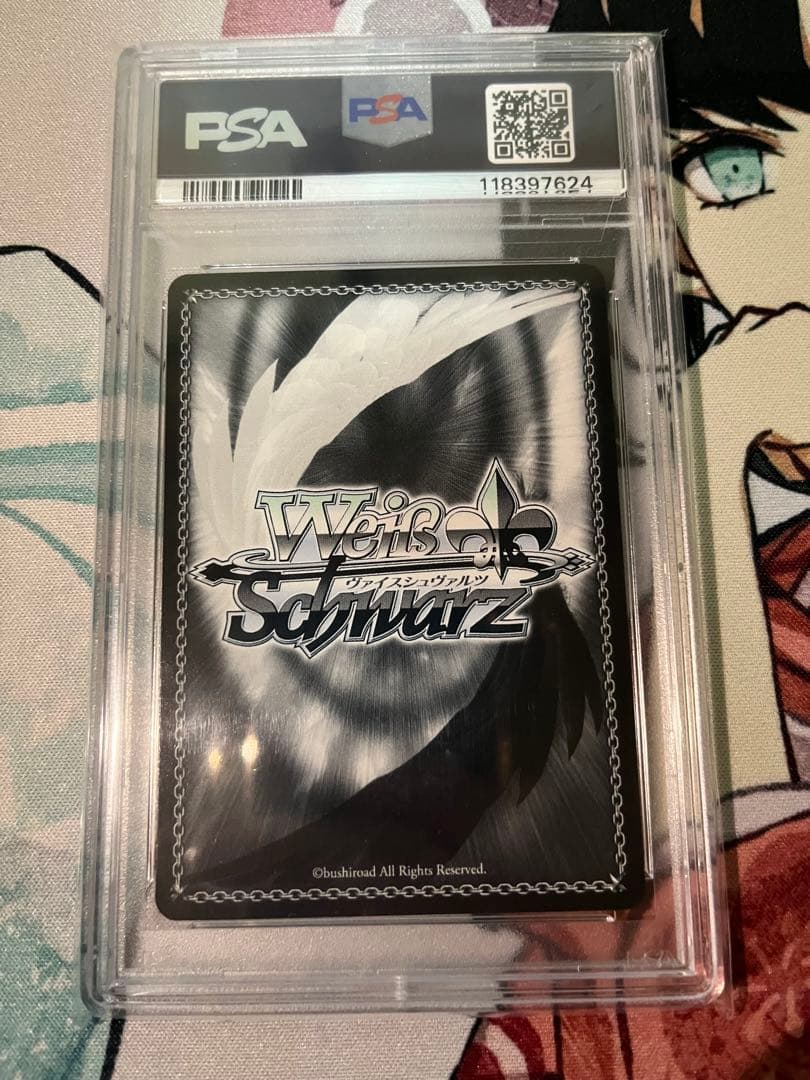 PSA PSA
118397624
Weiß
ヴァイスシュヴァルツ
Schwarz
©bushiroad All Rights Reserved.